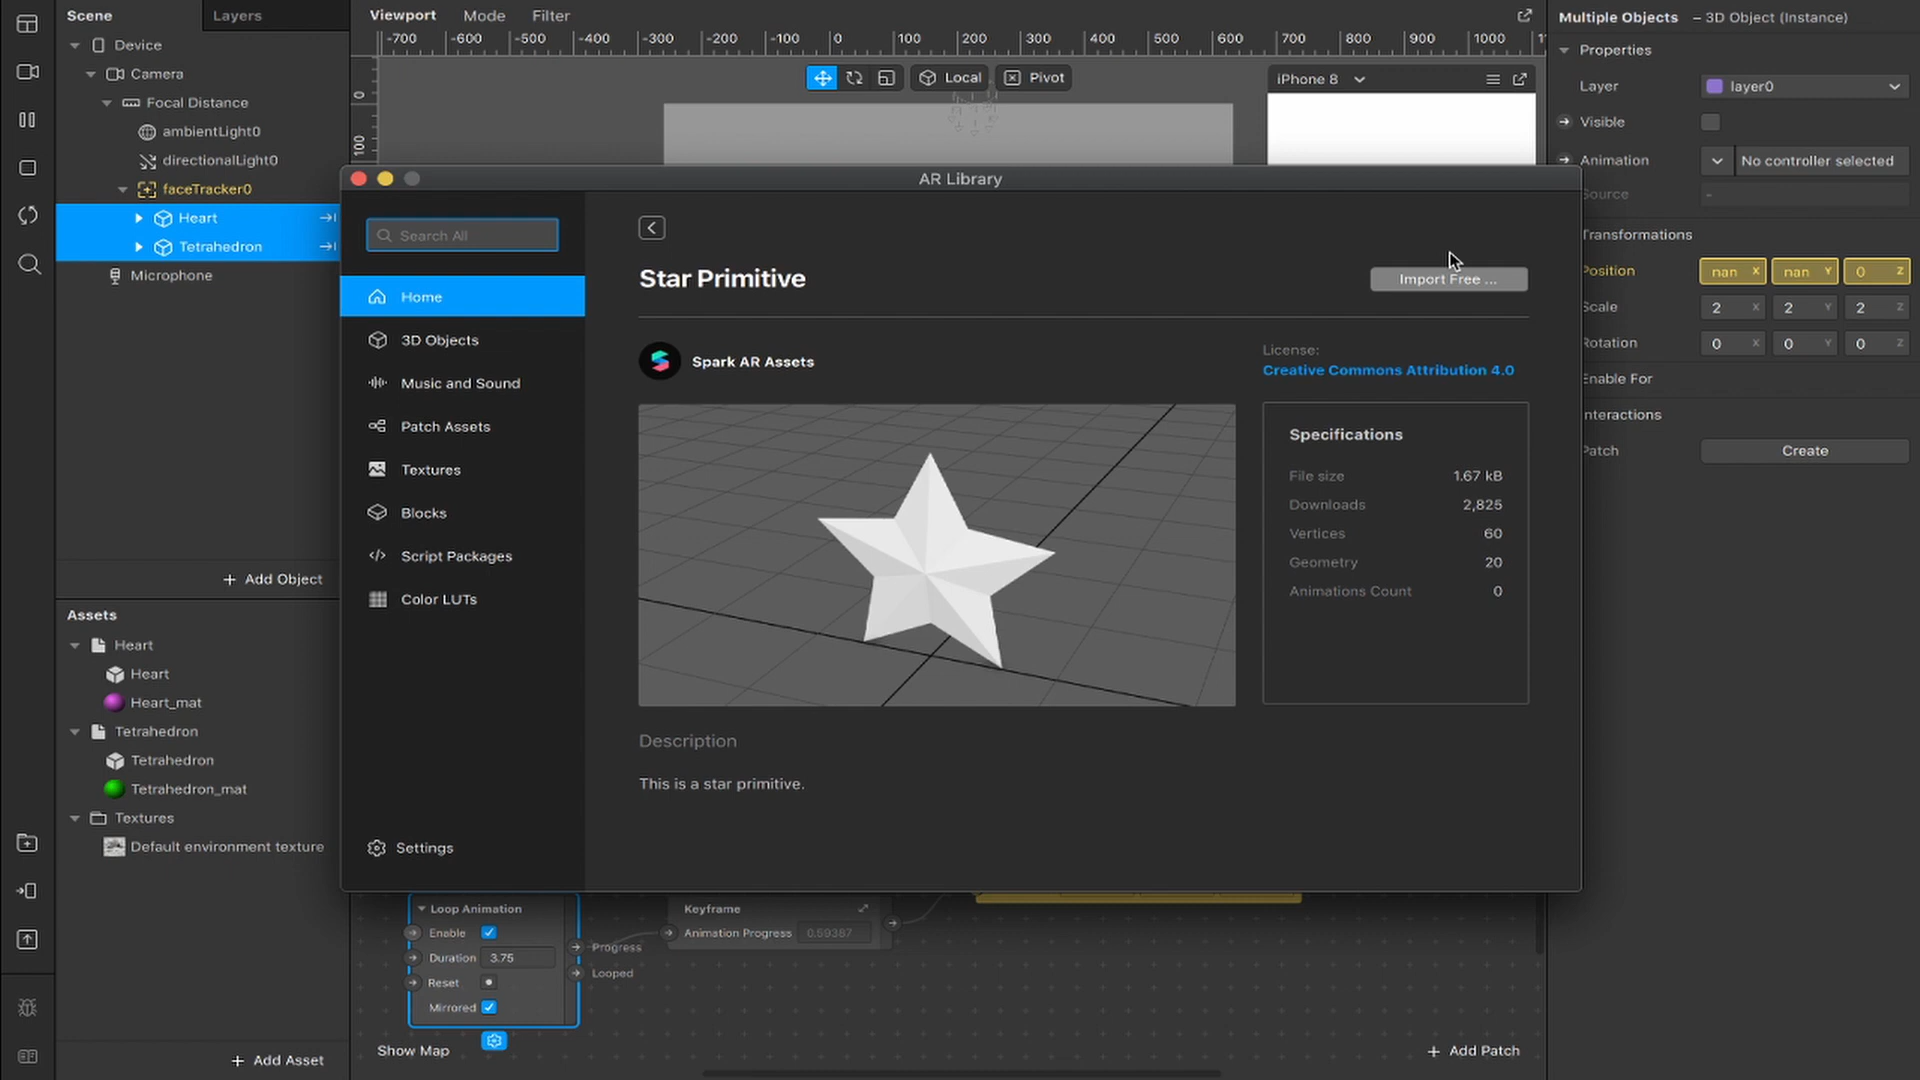 Scene
Layers
Device
Camera
Focal Distance
ambientLight0
directionalLight0
faceTracker0
Heart
Tetrahedron
Microphone
+ Add Object
Assets
Heart
Heart
Heart_mat
Tetrahedron
Tetrahedron
Tetrahedron_mat
Textures
Default environment texture
+ Add Asset
Viewport Mode Filter
-700 -600 -500 -400 -300 -200 -100 0 100 200 300 400 500 600 700 800 900 1000
0
100
Local
Pivot
iPhone 8
AR Library
Search All
Home
3D Objects
Music and Sound
Patch Assets
Textures
Blocks
Script Packages
Color LUTs
Settings
Star Primitive
Import Free ...
Spark AR Assets
License:
Creative Commons Attribution 4.0
Specifications
File size 1.67 kB
Downloads 2,825
Vertices 60
Geometry 20
Animations Count 0
Description
This is a star primitive.
Loop Animation
Enable
Duration 3.75
Reset
Mirrored
Progress
Looped
Keyframe
Animation Progress 0.59387
Show Map
+ Add Patch
Multiple Objects – 3D Object (Instance)
Properties
Layer layer0
Visible
Animation No controller selected
Source -
Transformations
Position nan X nan Y 0 Z
Scale 2 X 2 Y 2 Z
Rotation 0 X 0 Y 0 Z
Enable For
Interactions
Patch Create